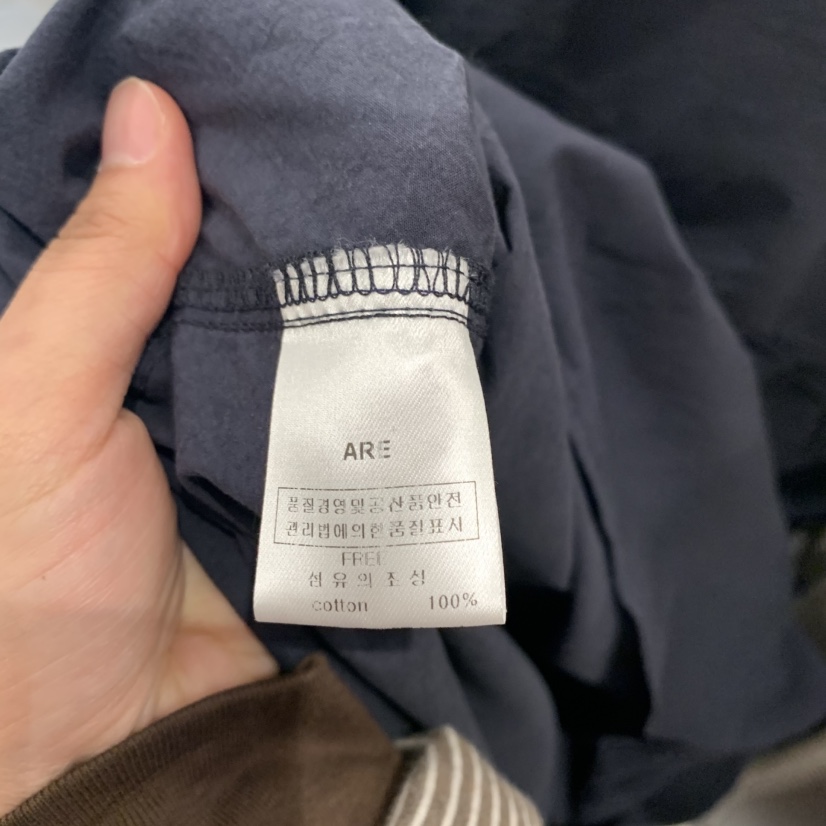 ARE
품질경영및공산품안전
관리법에의한품질표시
FREE
섬유의조성
cotton 100%